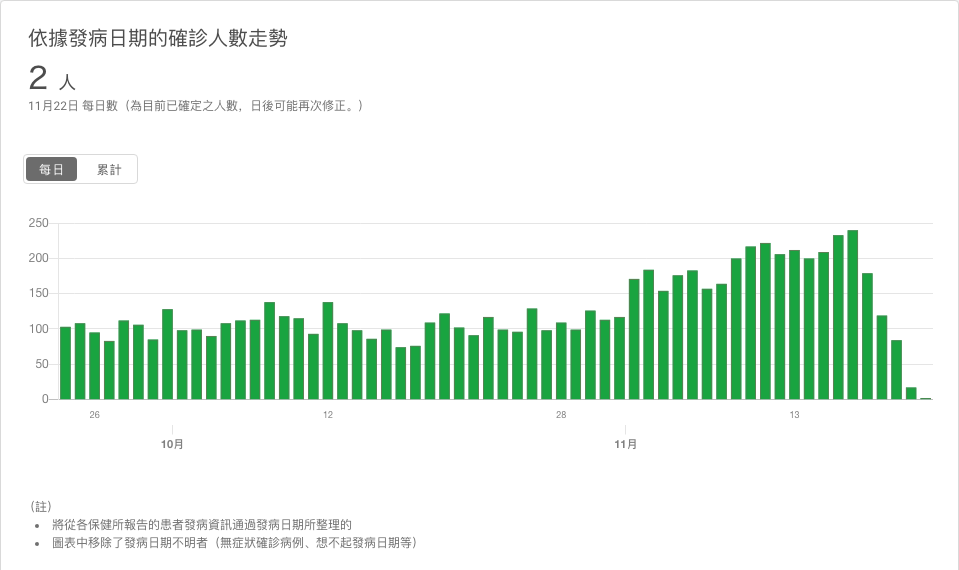 依據發病日期的確診人數走勢
2 人
11月22日 每日數（為目前已確定之人數，日後可能再次修正。）
每日 累計
250
200
150
100
50
0
26 12 28 13
10月 11月
（註）
• 將從各保健所報告的患者發病資訊通過發病日期所整理的
• 圖表中移除了發病日期不明者（無症狀確診病例、想不起發病日期等）